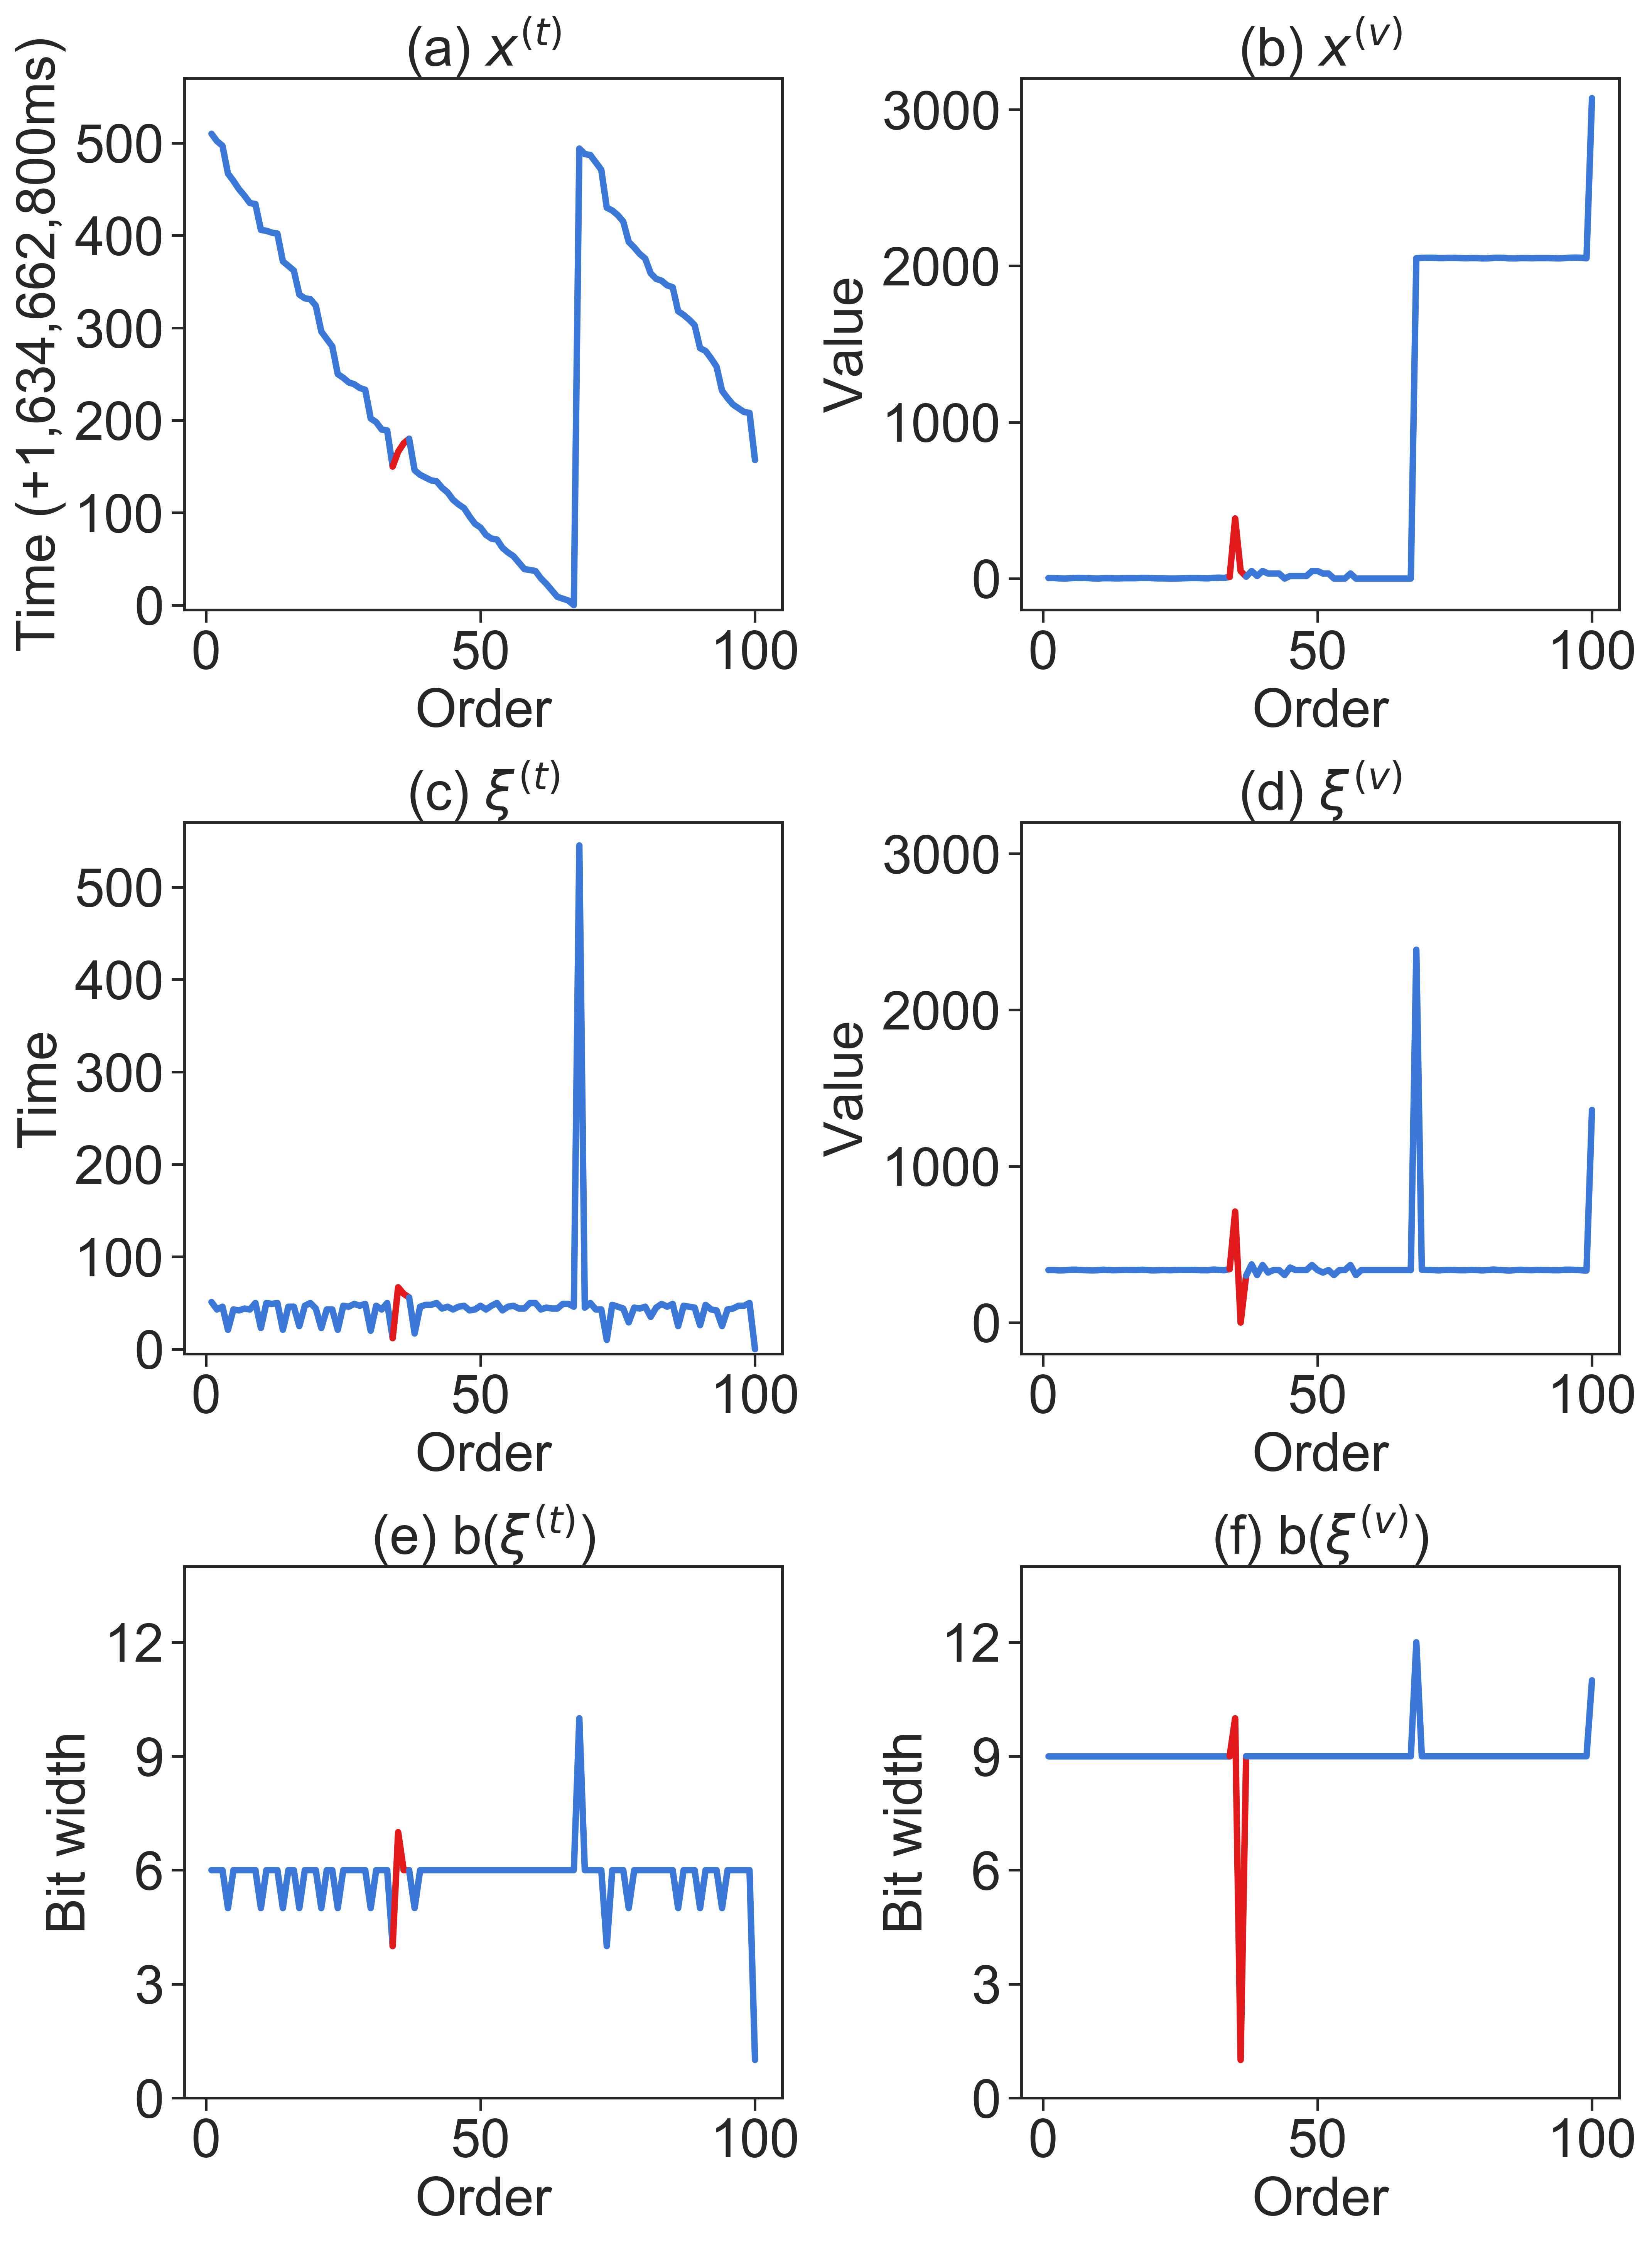 (a) x^(t)
Time (+1,634,662,800ms)
500
400
300
200
100
0
0 50 100
Order
(b) x^(v)
Value
3000
2000
1000
0
0 50 100
Order
(c) ξ^(t)
Time
500
400
300
200
100
0
0 50 100
Order
(d) ξ^(v)
Value
3000
2000
1000
0
0 50 100
Order
(e) b(ξ^(t))
Bit width
12
9
6
3
0
0 50 100
Order
(f) b(ξ^(v))
Bit width
12
9
6
3
0
0 50 100
Order